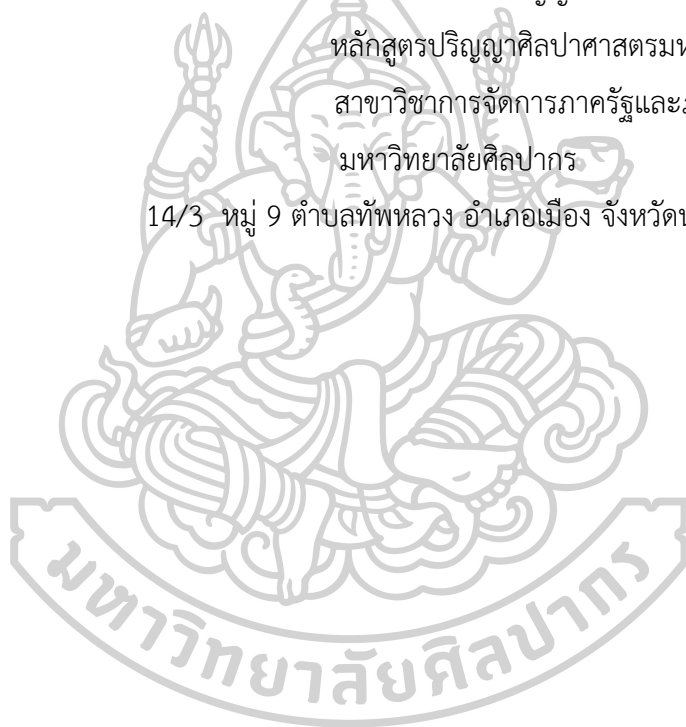 หลักสูตรปริญญาศิลปาศาสตรม
สาขาวิชาการจัดการภาครัฐและ
มหาวิทยาลัยศิลปากร
14/3 หมู่ 9 ตำบลทัพหลวง อำเภอเมือง จังหวัด
มหาวิทยาลัยศิลปากร